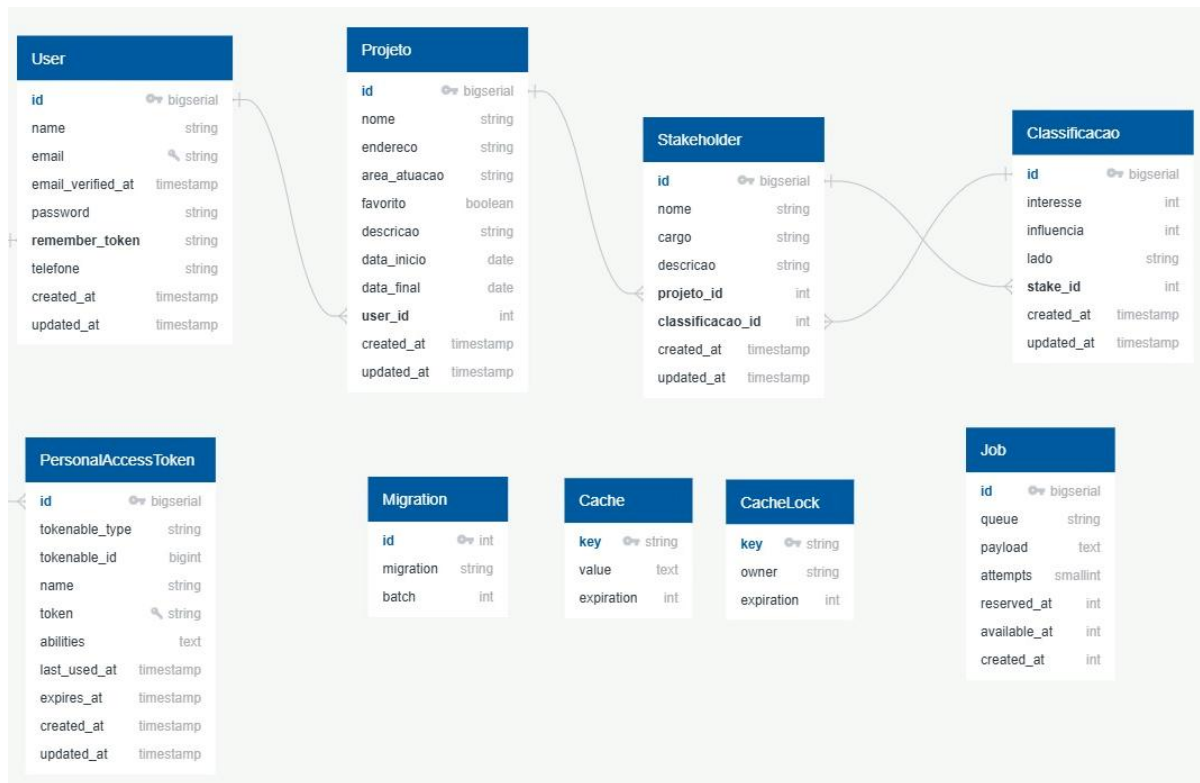 User
id bigserial
name string
email string
email_verified_at timestamp
password string
remember_token string
telefone string
created_at timestamp
updated_at timestamp
Projeto
id bigserial
nome string
endereco string
area_atuacao string
favorito boolean
descricao string
data_inicio date
data_final date
user_id int
created_at timestamp
updated_at timestamp
Stakeholder
id bigserial
nome string
cargo string
descricao string
projeto_id int
classificacao_id int
created_at timestamp
updated_at timestamp
Classificacao
id bigserial
interesse int
influencia int
lado string
stake_id int
created_at timestamp
updated_at timestamp
PersonalAccessToken
id bigserial
tokenable_type string
tokenable_id bigint
name string
token string
abilities text
last_used_at timestamp
expires_at timestamp
created_at timestamp
updated_at timestamp
Migration
id int
migration string
batch int
Cache
key string
value text
expiration int
CacheLock
key string
owner string
expiration int
Job
id bigserial
queue string
payload text
attempts smallint
reserved_at int
available_at int
created_at int